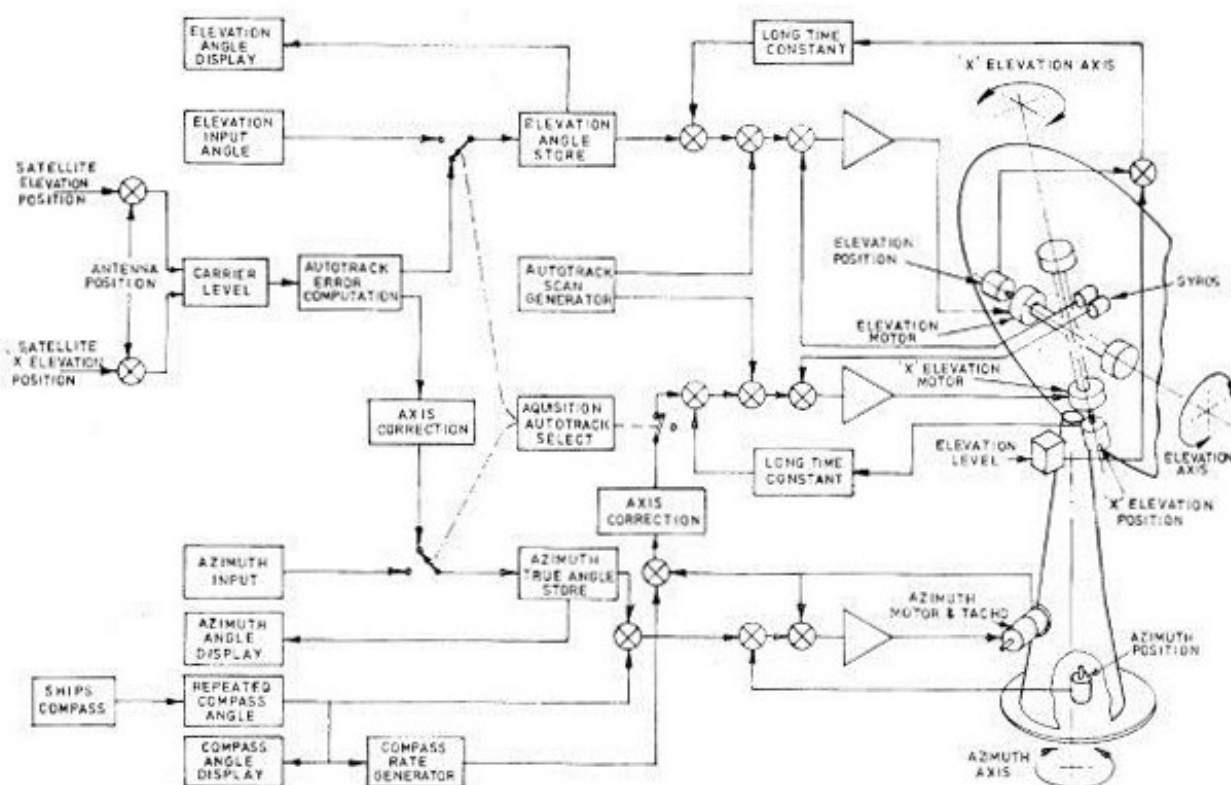 ELEVATION
ANGLE
DISPLAY
LONG TIME
CONSTANT
'X' ELEVATION AXIS
ELEVATION
INPUT
ANGLE
ELEVATION
ANGLE
STORE
SATELLITE
ELEVATION
POSITION
ANTENNA
POSITION
CARRIER
LEVEL
AUTOTRACK
ERROR
COMPUTATION
AUTOTRACK
SCAN
GENERATOR
ELEVATION
POSITION
GYROS
ELEVATION
MOTOR
SATELLITE
X ELEVATION
POSITION
'X' ELEVATION
MOTOR
AXIS
CORRECTION
AQUISITION
AUTOTRACK
SELECT
ELEVATION
LEVEL
ELEVATION
AXIS
LONG TIME
CONSTANT
'X' ELEVATION
POSITION
AXIS
CORRECTION
AZIMUTH
INPUT
AZIMUTH
TRUE ANGLE
STORE
AZIMUTH
MOTOR & TACHO
AZIMUTH
ANGLE
DISPLAY
AZIMUTH
POSITION
SHIPS
COMPASS
REPEATED
COMPASS
ANGLE
COMPASS
ANGLE
DISPLAY
COMPASS
RATE
GENERATOR
AZIMUTH
AXIS